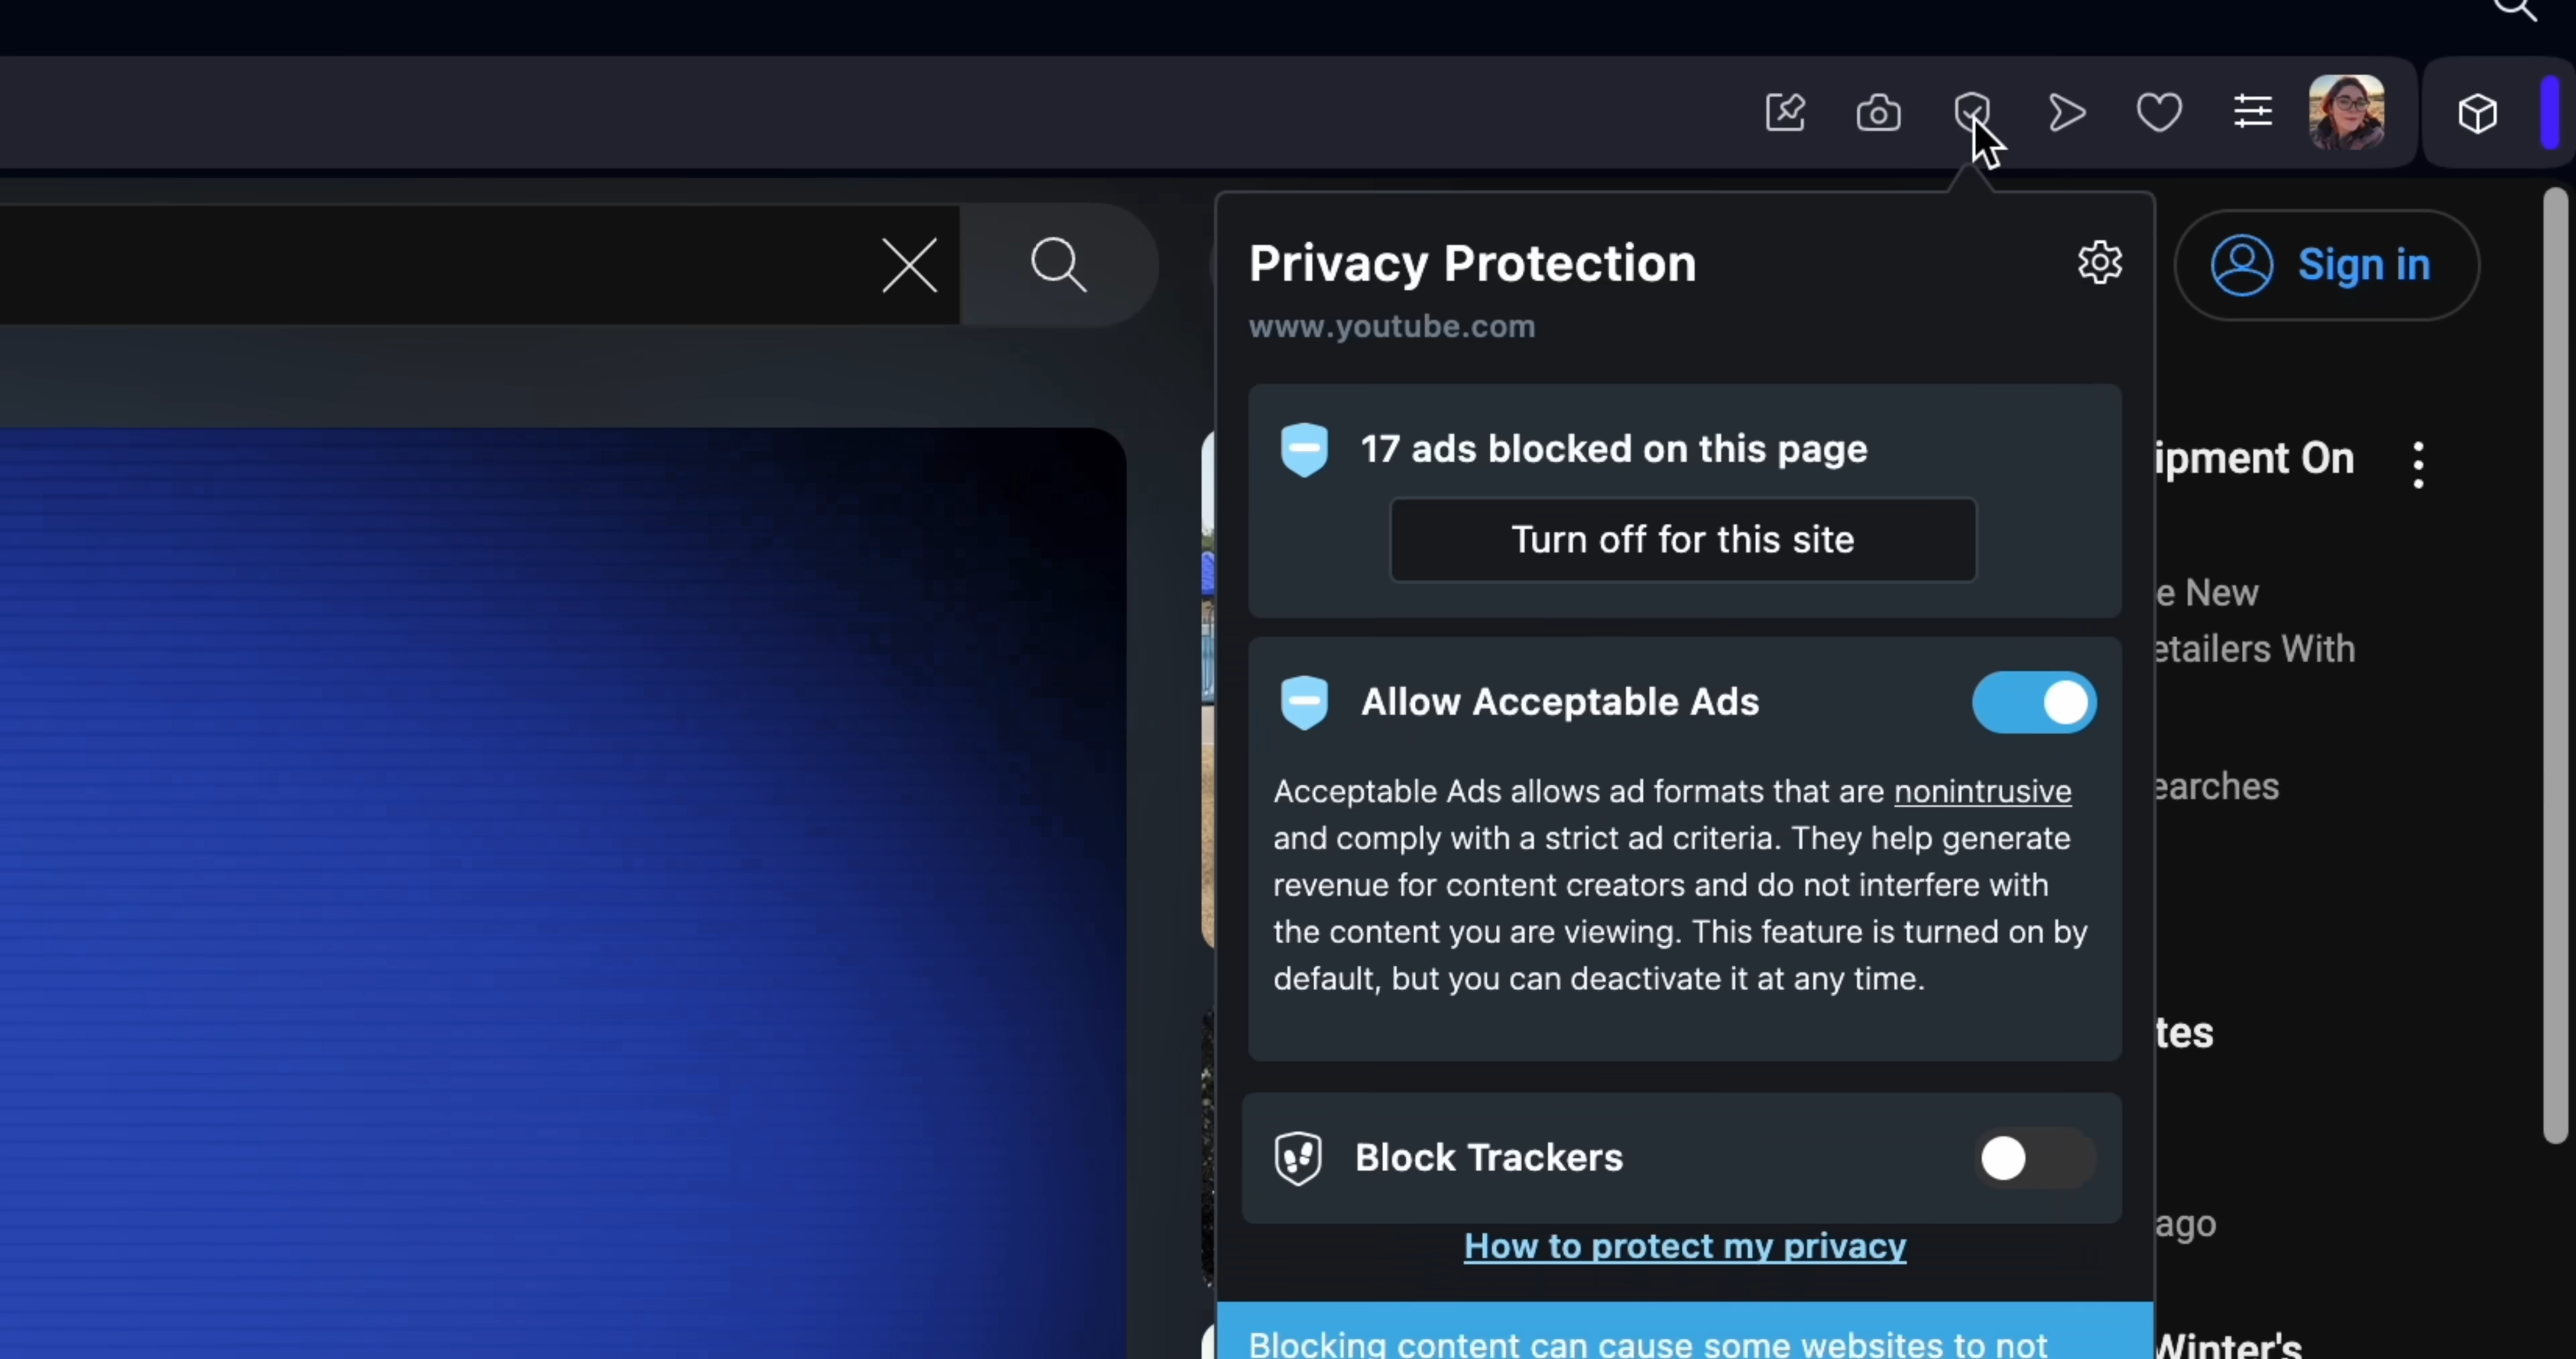 Privacy Protection
www.youtube.com
Sign in
17 ads blocked on this page
Turn off for this site
ipment On
e New
etailers With
Allow Acceptable Ads
earches
Acceptable Ads allows ad formats that are nonintrusive
and comply with a strict ad criteria. They help generate
revenue for content creators and do not interfere with
the content you are viewing. This feature is turned on by
default, but you can deactivate it at any time.
tes
Block Trackers
ago
How to protect my privacy
Blocking content can cause some websites to not
Winter's